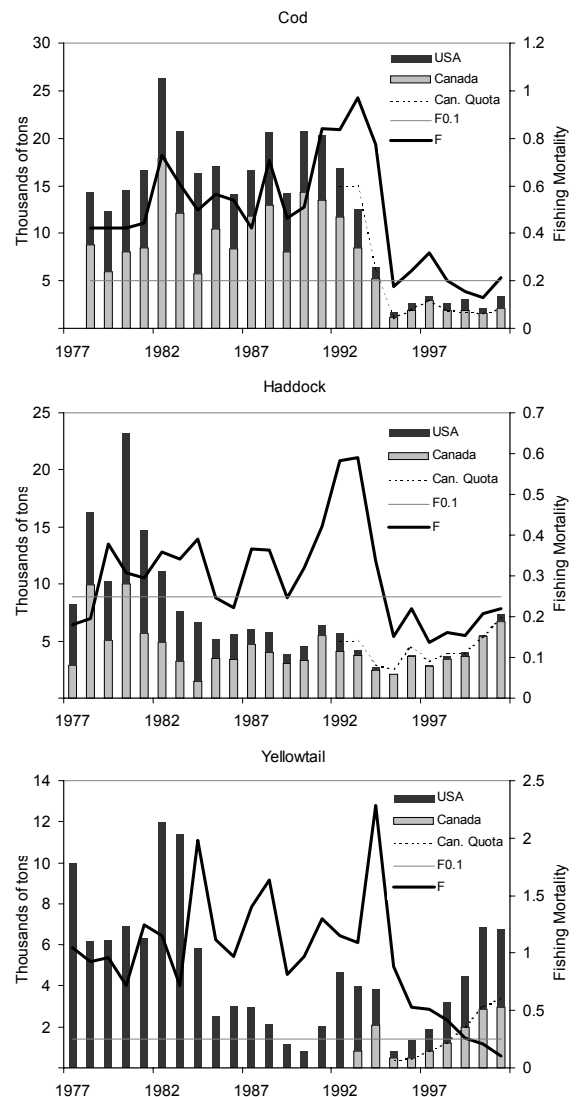 Cod
30
25
20
15
10
5
1.2
1
0.8
0.6
0.4
0.2
0
Thousands of tons
Fishing Mortality
USA
Canada
Can. Quota
F0.1
F
1977 1982 1987 1992 1997
Haddock
25
20
15
10
5
0.7
0.6
0.5
0.4
0.3
0.2
0.1
0
Thousands of tons
Fishing Mortality
USA
Canada
Can. Quota
F0.1
F
1977 1982 1987 1992 1997
Yellowtail
14
12
10
8
6
4
2
2.5
2
1.5
1
0.5
0
Thousands of tons
Fishing Mortality
USA
Canada
Can. Quota
F0.1
F
1977 1982 1987 1992 1997